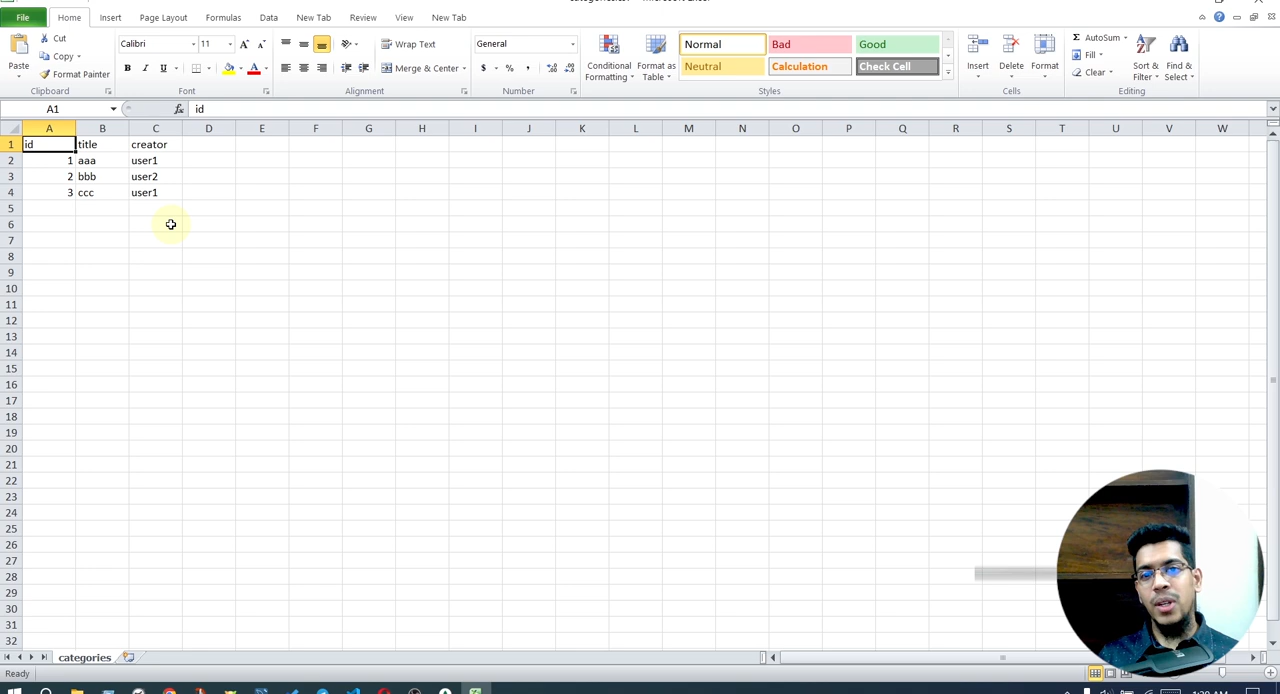 File Home Insert Page Layout Formulas Data New Tab Review View New Tab
Paste
Cut
Copy
Format Painter
Clipboard
Calibri 11
B I U
Font
Wrap Text
Merge & Center
Alignment
General
$ % ,
Number
Conditional Formatting
Format as Table
Normal Bad Good
Neutral Calculation Check Cell
Styles
Insert Delete Format
Cells
AutoSum
Fill
Clear
Sort & Filter
Find & Select
Editing
A1 fx id
A B C D E F G H I J K L M N O P Q R S T U V W
1 id title creator
2 1 aaa user1
3 2 bbb user2
4 3 ccc user1
5
6
7
8
9
10
11
12
13
14
15
16
17
18
19
20
21
22
23
24
25
26
27
28
29
30
31
32
categories
Ready